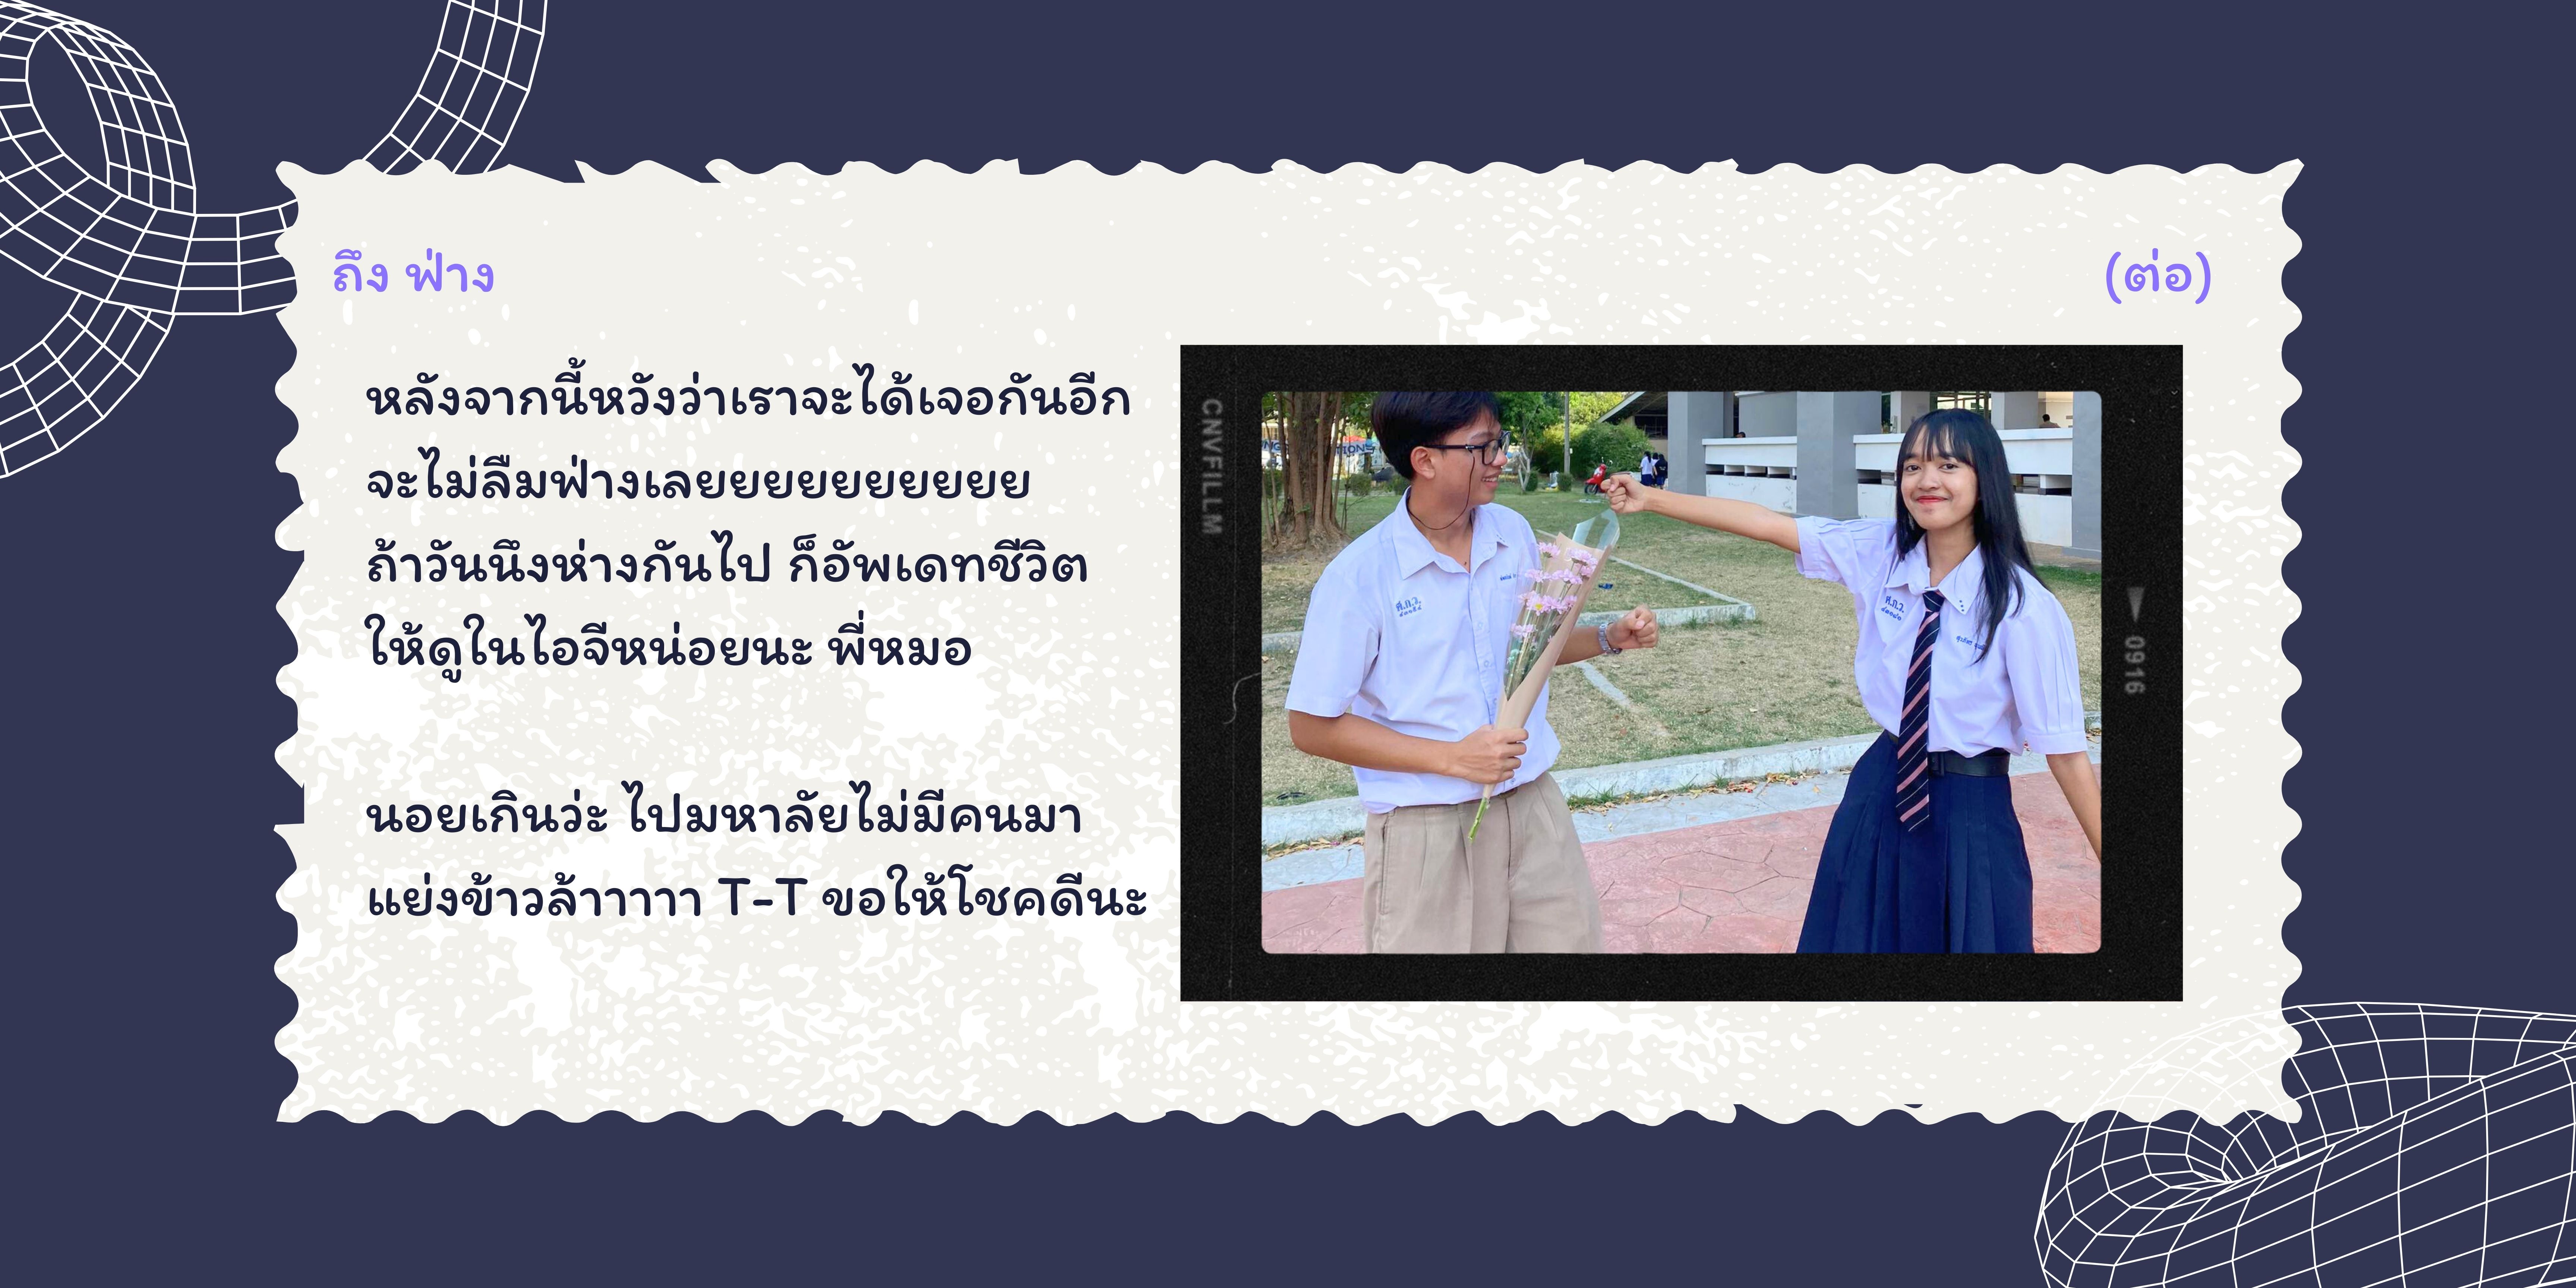 ถึง ฟ่าง
(ต่อ)
หลังจากนี้หวังว่าเราจะได้เจอกันอีก
จะไม่ลืมฟ่างเลยยยยยยยยยย
ถ้าวันนึงห่างกันไป ก็อัพเดทชีวิต
ให้ดูในไอจีหน่อยนะ พี่หมอ
นอยเกินว่ะ ไปมหาลัยไม่มีคนมา
แย่งข้าวล้าาาาา T-T ขอให้โชคดีนะ
CNVFILLM
0916
ศ.ก.ว.
ศ.ก.ว.